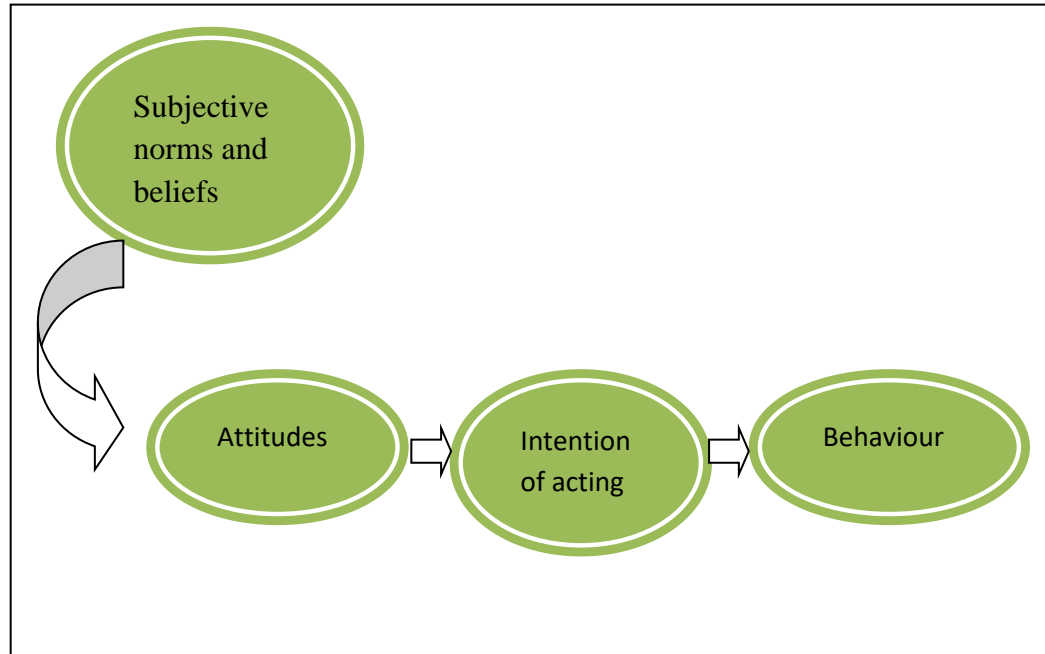 Subjective
norms and
beliefs
Attitudes
Intention
of acting
Behaviour